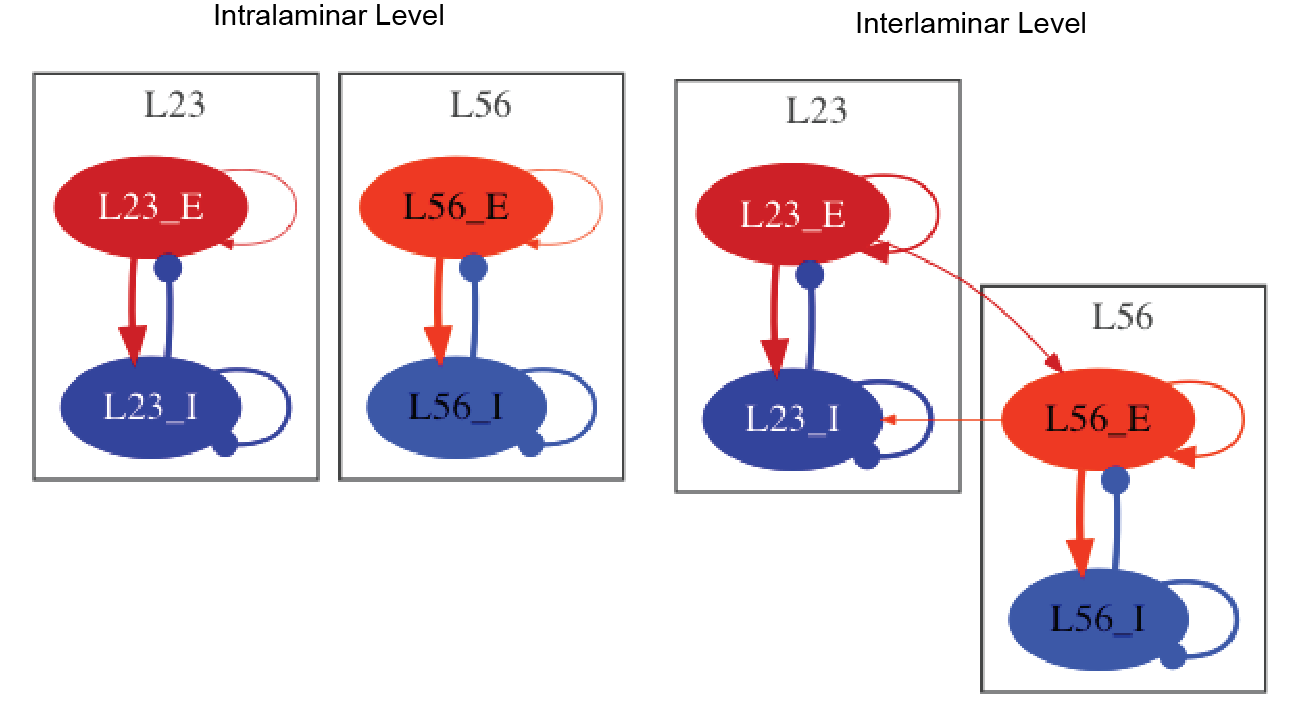 Intralaminar Level
L23
L23_E
L23_I
L56
L56_E
L56_I
Interlaminar Level
L23
L23_E
L23_I
L56
L56_E
L56_I